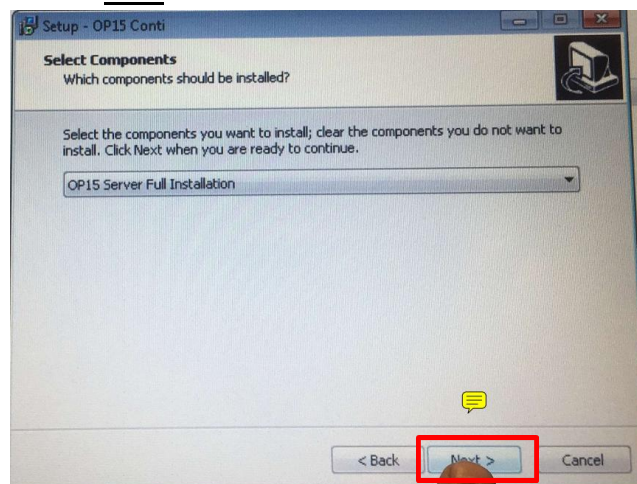 Setup - OP15 Conti
Select Components
Which components should be installed?
Select the components you want to install; clear the components you do not want to
install. Click Next when you are ready to continue.
OP15 Server Full Installation
< Back
Next >
Cancel